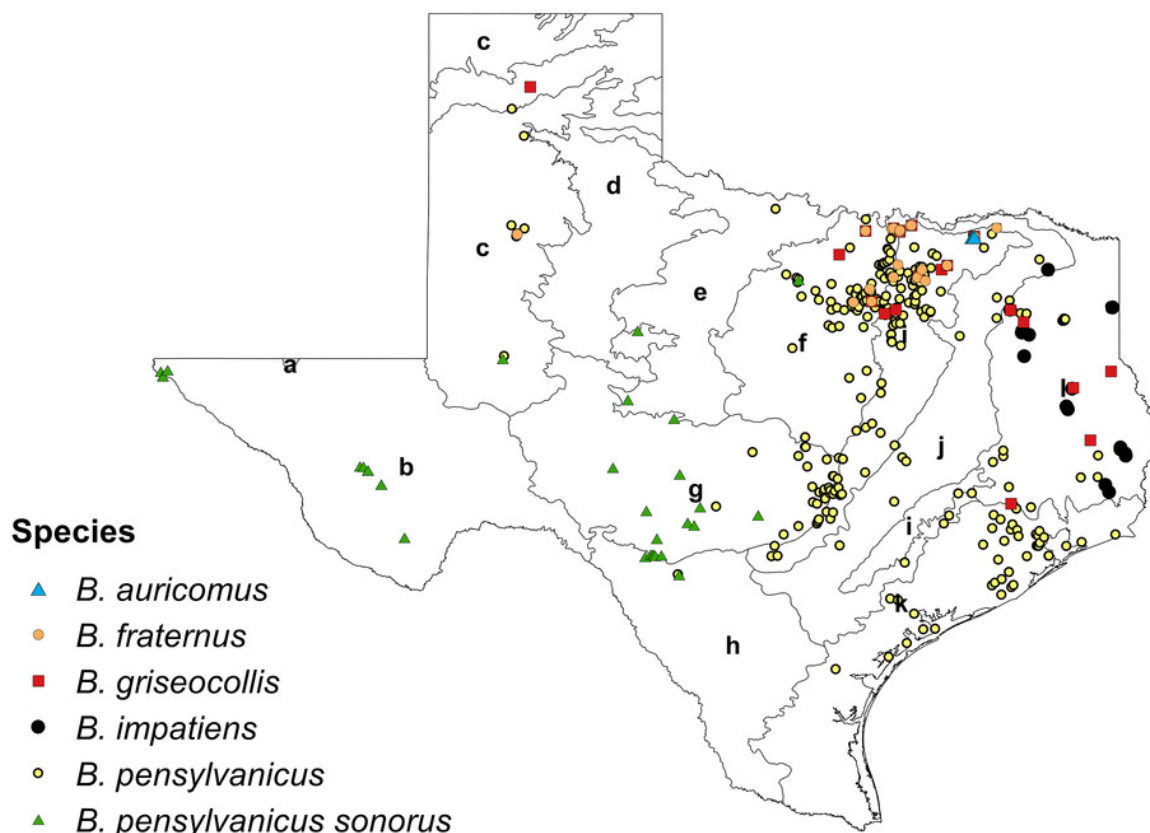 c
d
c
e
f
i
a
k
b
j
g
Species
i
B. auricomus
k
B. fraternus
h
B. griseocollis
B. impatiens
B. pensylvanicus
B. pensylvanicus sonorus